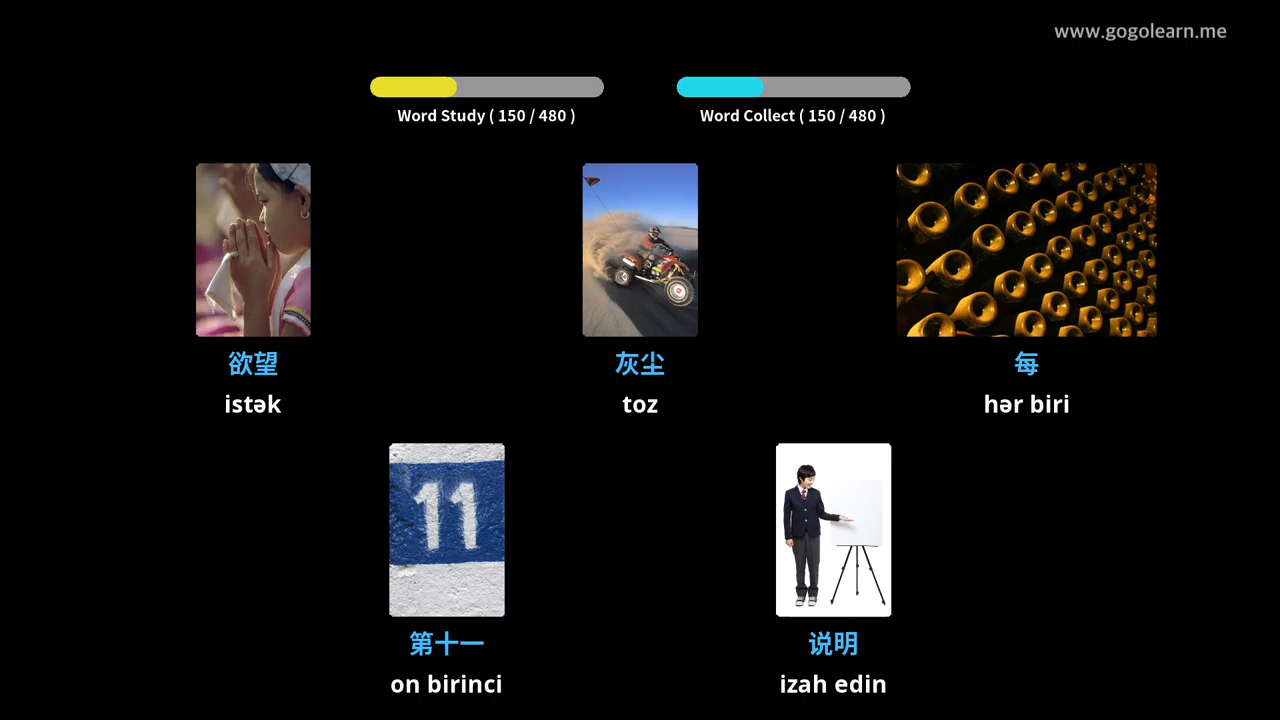 www.gogolearn.me
Word Study ( 150 / 480 )
Word Collect ( 150 / 480 )
欲望
istək
灰尘
toz
每
hər biri
11
第十一
on birinci
说明
izah edin